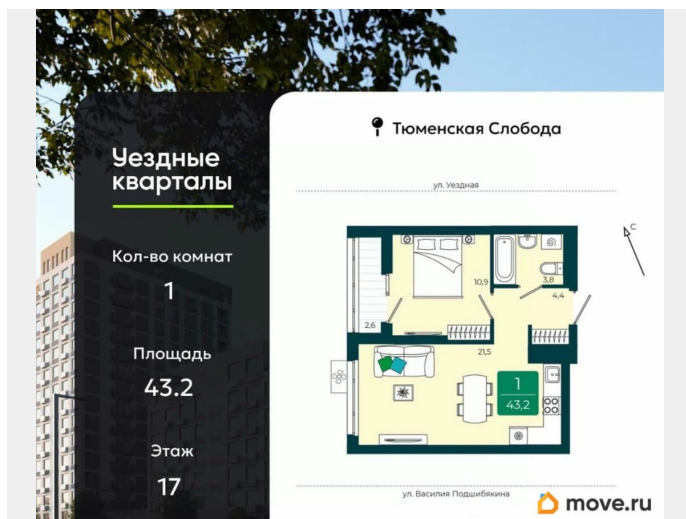 Тюменская Слобода
Уездные
кварталы
ул. Уездная
С
Кол-во комнат
1
10,9
3,8
4,4
2,6
21,5
Площадь
43.2
1
43,2
Этаж
17
ул. Василия Подшибякина
move.ru